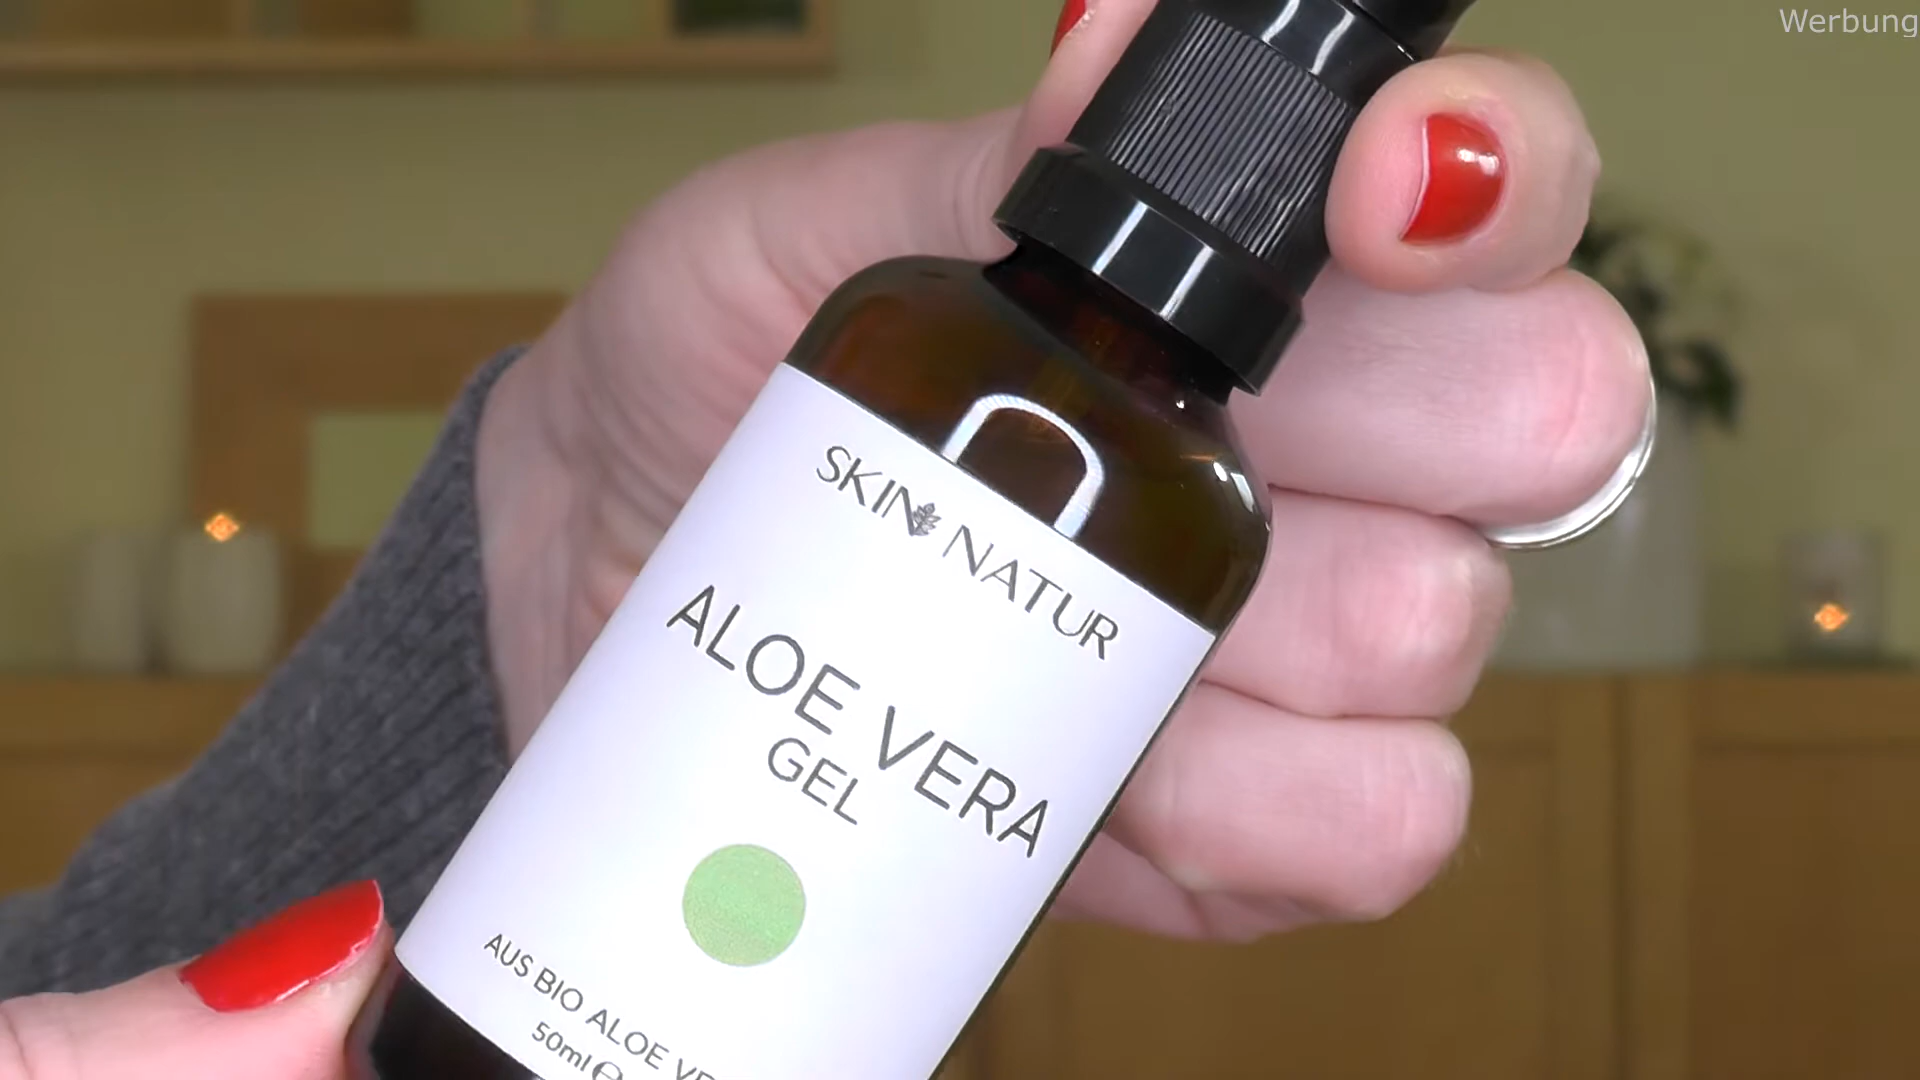 Werbung
SKIN NATUR
ALOE VERA
GEL
AUS BIO ALOE
50ml ℮